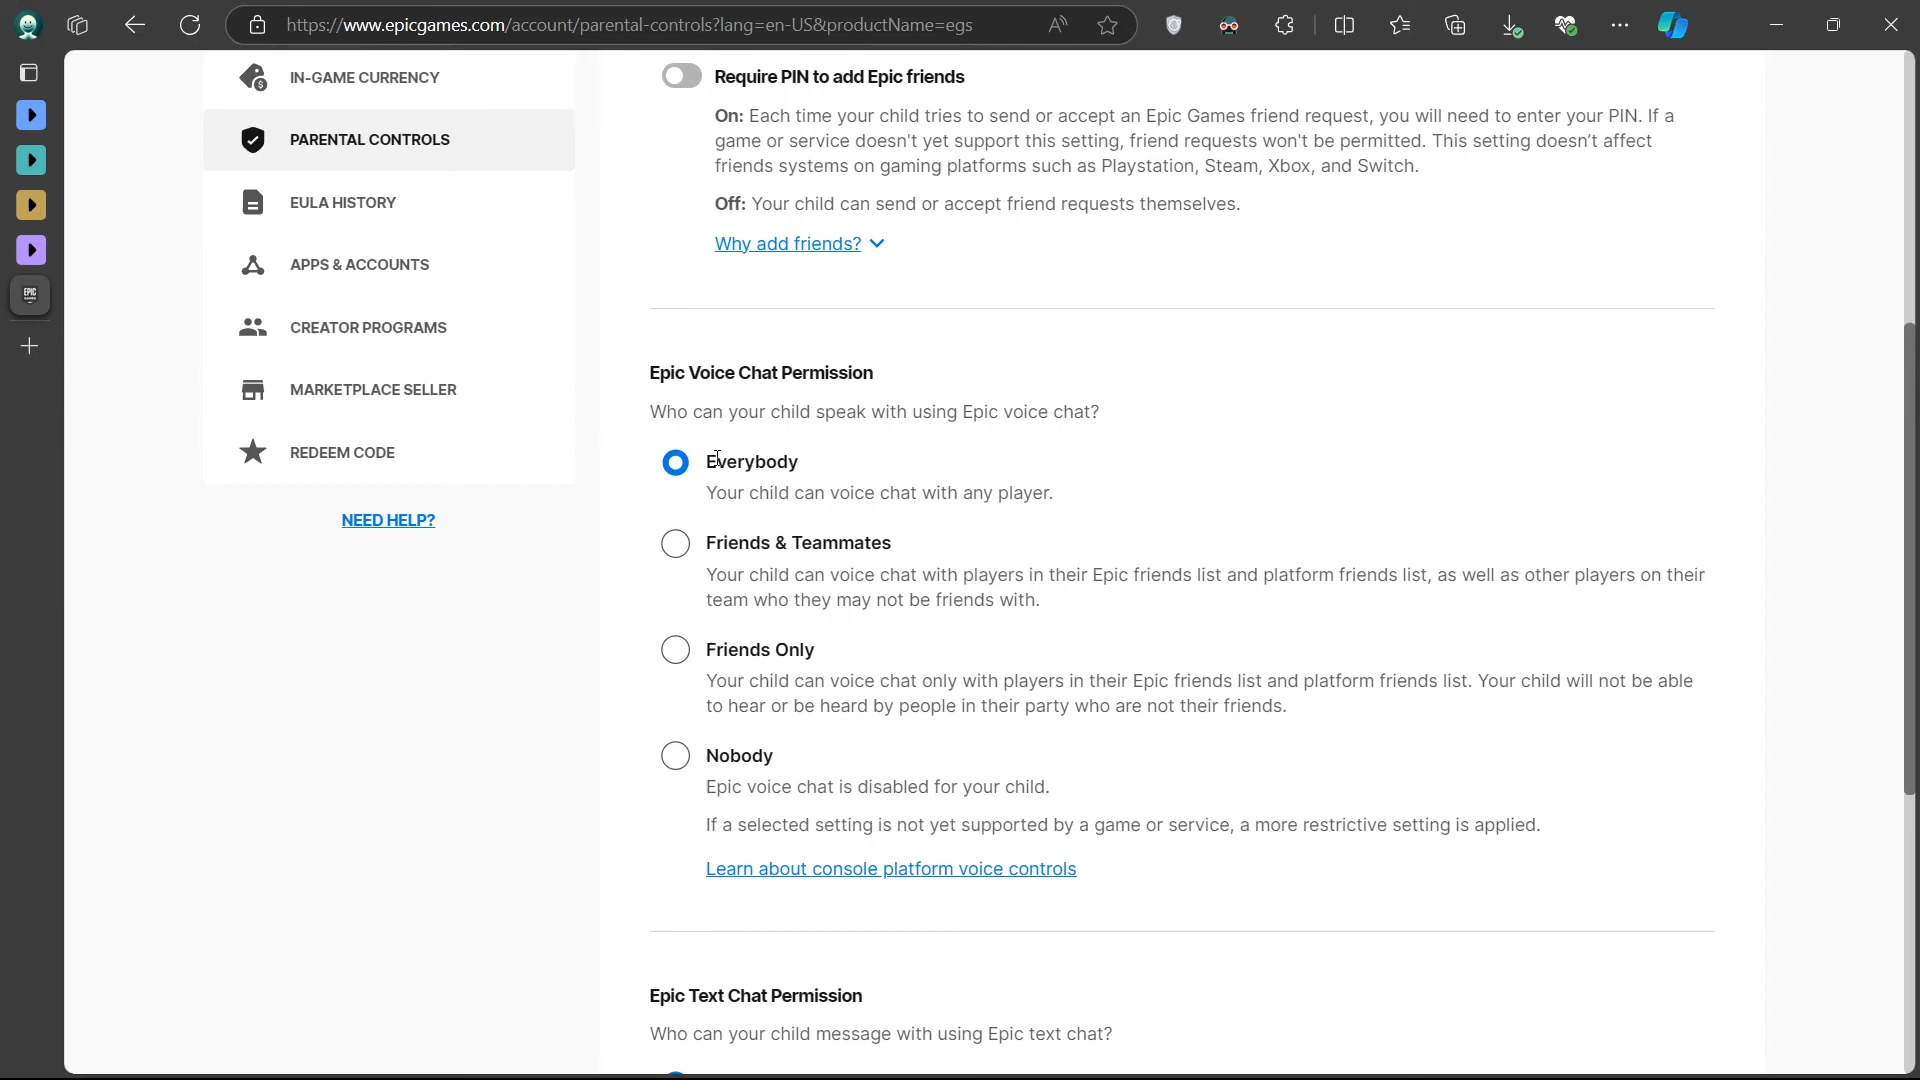 https://www.epicgames.com/account/parental-controls?lang=en-US&productName=egs
IN-GAME CURRENCY
PARENTAL CONTROLS
EULA HISTORY
APPS & ACCOUNTS
CREATOR PROGRAMS
MARKETPLACE SELLER
REDEEM CODE
NEED HELP?
EPIC
GAMES
Require PIN to add Epic friends
On: Each time your child tries to send or accept an Epic Games friend request, you will need to enter your PIN. If a
game or service doesn't yet support this setting, friend requests won't be permitted. This setting doesn’t affect
friends systems on gaming platforms such as Playstation, Steam, Xbox, and Switch.
Off: Your child can send or accept friend requests themselves.
Why add friends?
Epic Voice Chat Permission
Who can your child speak with using Epic voice chat?
Everybody
Your child can voice chat with any player.
Friends & Teammates
Your child can voice chat with players in their Epic friends list and platform friends list, as well as other players on their
team who they may not be friends with.
Friends Only
Your child can voice chat only with players in their Epic friends list and platform friends list. Your child will not be able
to hear or be heard by people in their party who are not their friends.
Nobody
Epic voice chat is disabled for your child.
If a selected setting is not yet supported by a game or service, a more restrictive setting is applied.
Learn about console platform voice controls
Epic Text Chat Permission
Who can your child message with using Epic text chat?